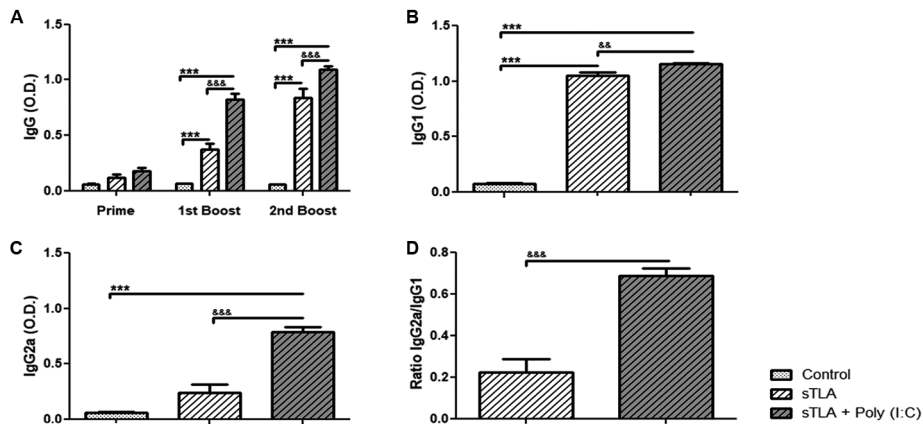 A
IgG (O.D.)
1.5
1.0
0.5
0.0
***
&&&
***
***
&&&
***
Prime 1st Boost 2nd Boost
B
IgG1 (O.D.)
1.5
1.0
0.5
0.0
***
&&
***
C
IgG2a (O.D.)
1.5
1.0
0.5
0.0
***
&&&
D
Ratio IgG2a/IgG1
0.8
0.6
0.4
0.2
0.0
&&&
Control
sTLA
sTLA + Poly (I:C)